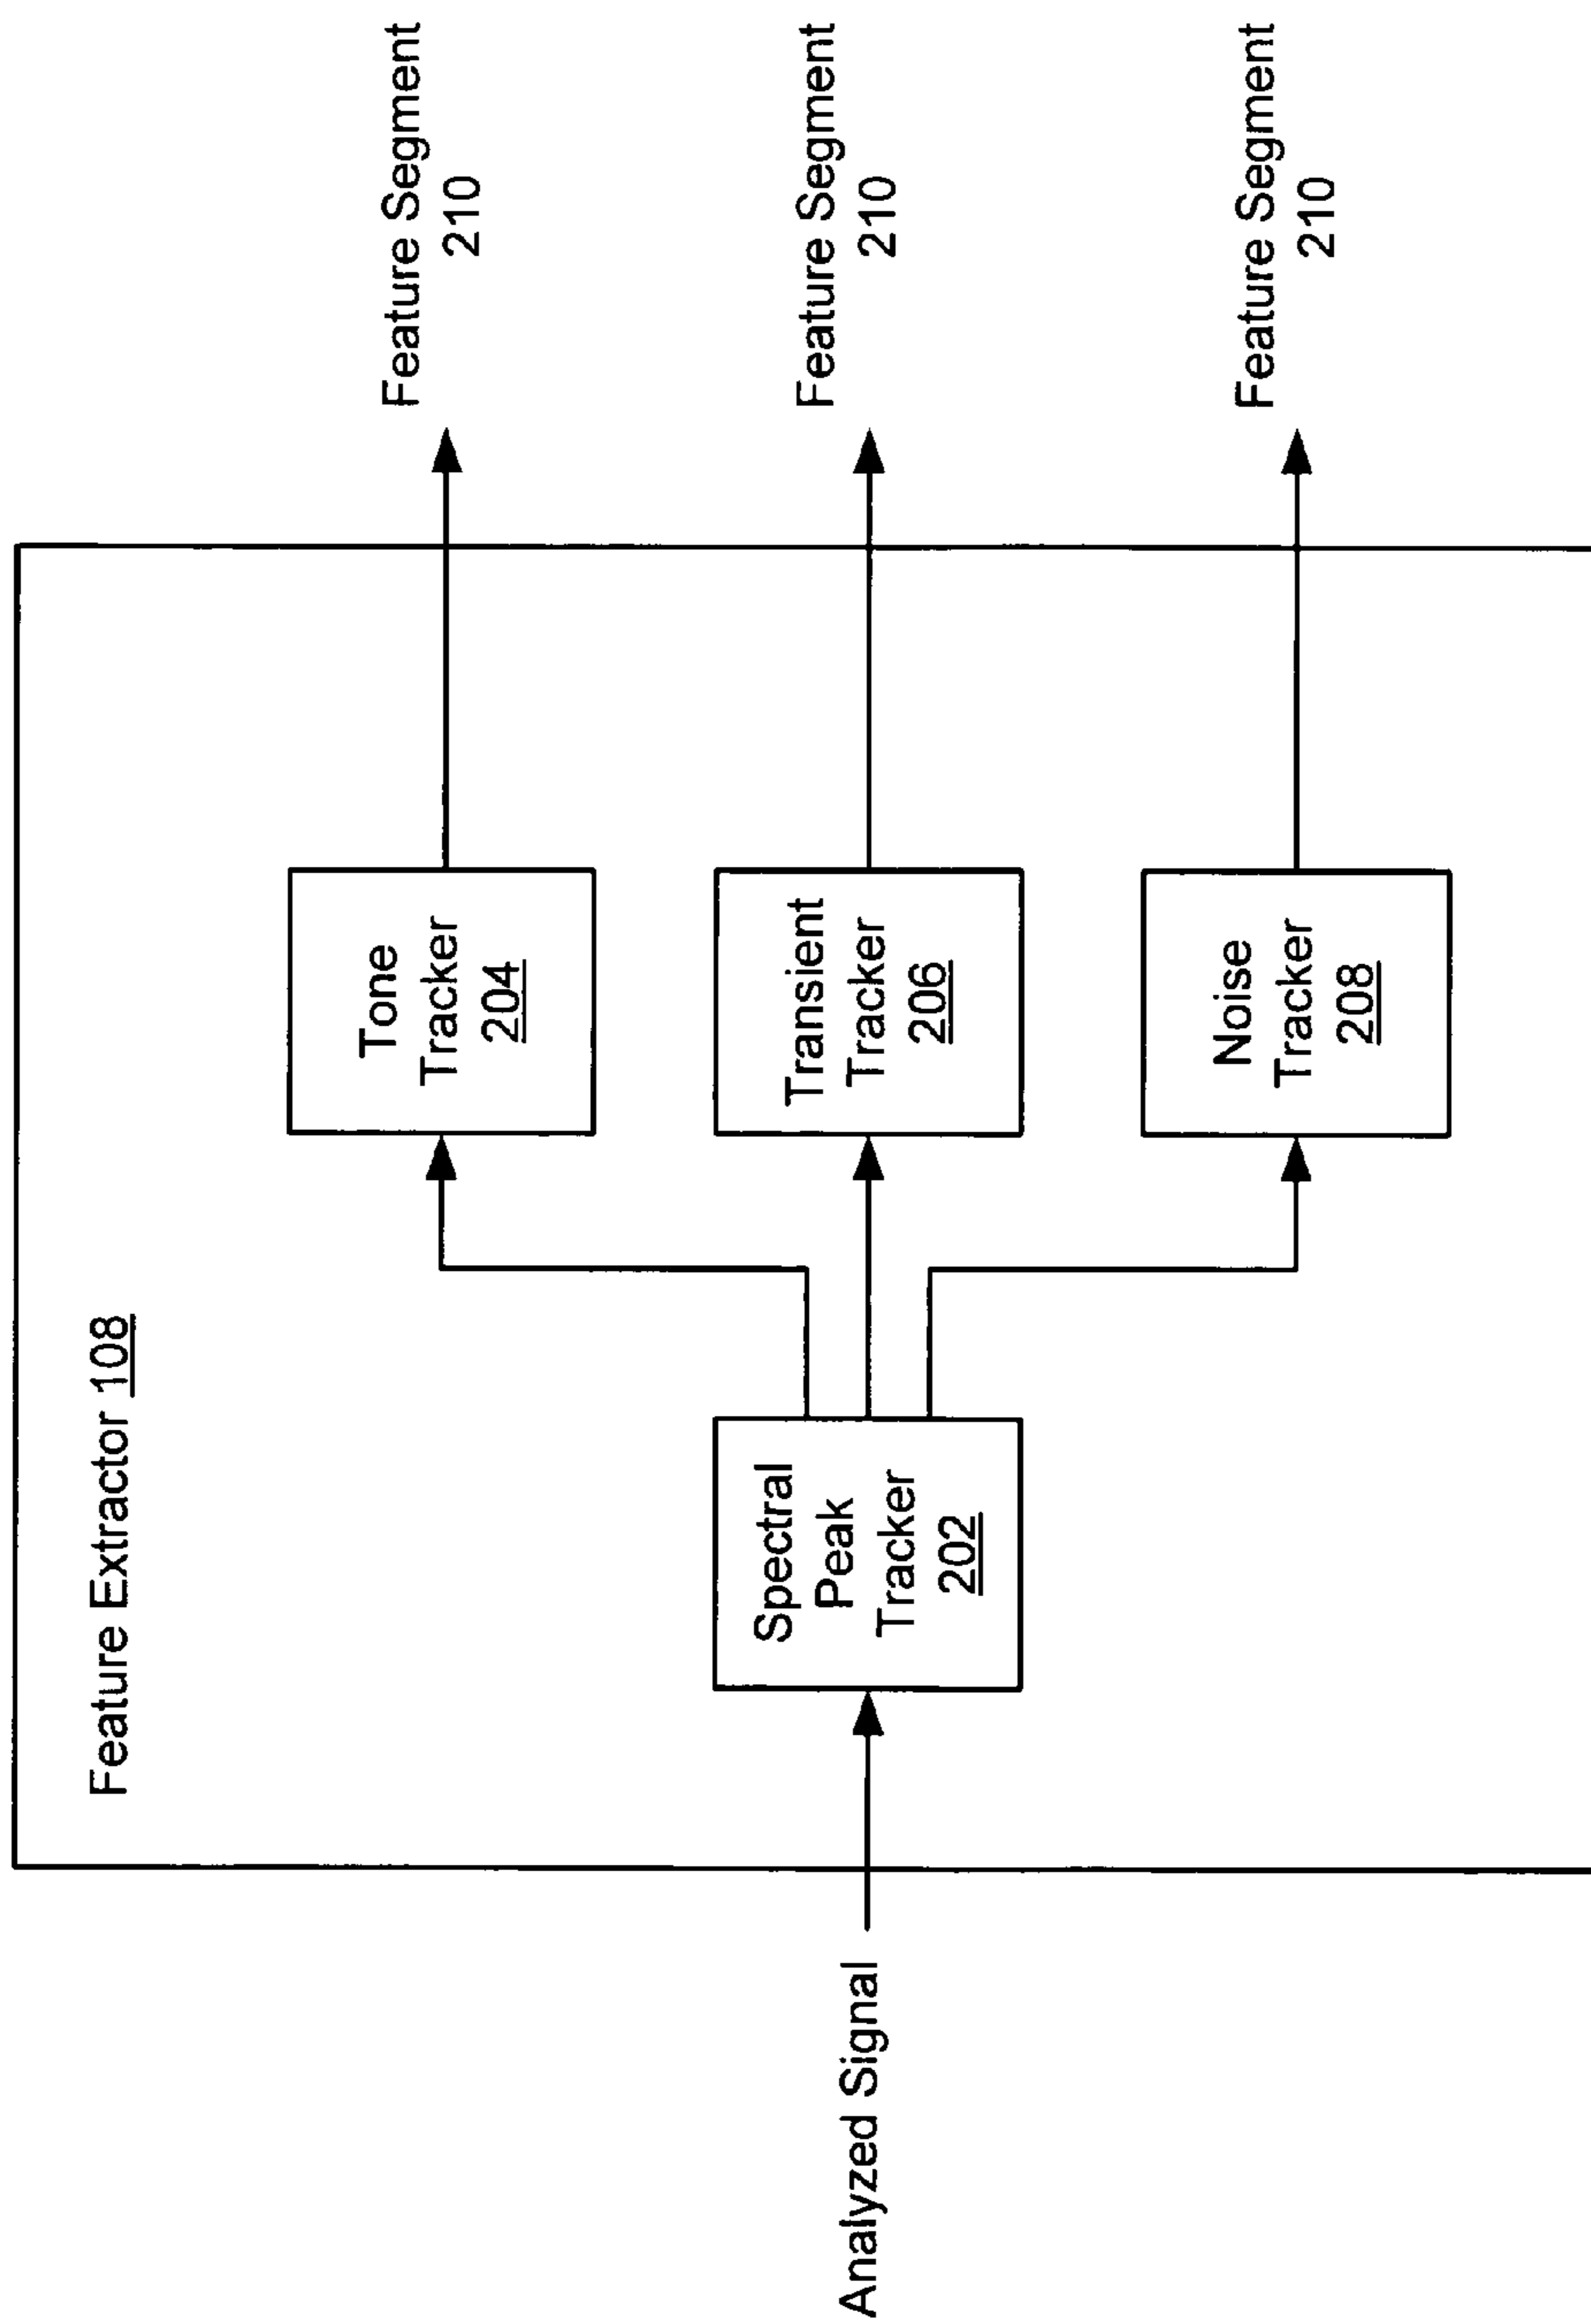 Feature Extractor 108
Analyzed Signal
Spectral
Peak
Tracker
202
Tone
Tracker
204
Transient
Tracker
206
Noise
Tracker
208
Feature Segment
210
Feature Segment
210
Feature Segment
210